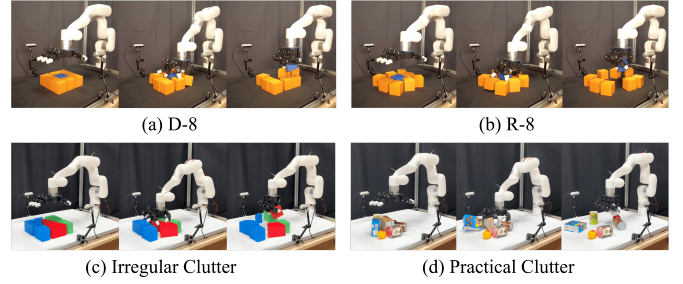 (a) D-8
(b) R-8
(c) Irregular Clutter
(d) Practical Clutter